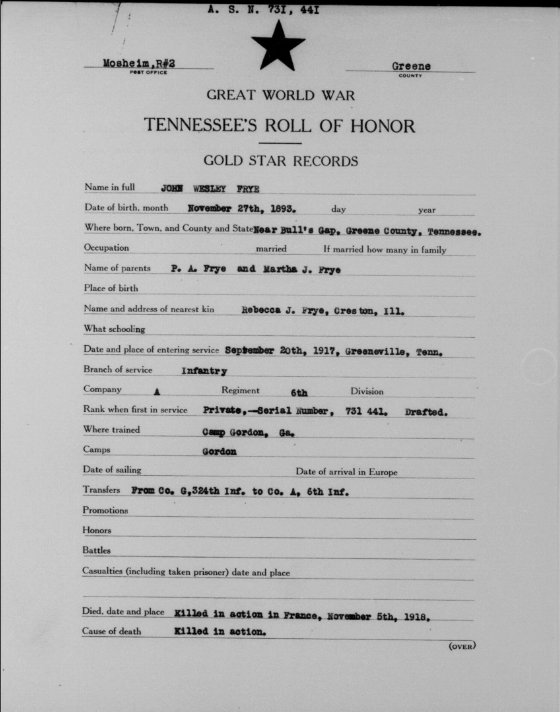 A. S. N. 731, 441
Mosheim,R#3 Greene
POST OFFICE COUNTY
GREAT WORLD WAR
TENNESSEE'S ROLL OF HONOR
GOLD STAR RECORDS
Name in full JOHN WESLEY FRYE
Date of birth, month November 27th, 1893. day year
Where born, Town, and County and State Near Bull's Gap, Greene County, Tennessee.
Occupation married If married how many in family
Name of parents P. A. Frye and Martha J. Frye
Place of birth
Name and address of nearest kin Rebecca J. Frye, Creston, Ill.
What schooling
Date and place of entering service September 20th, 1917, Greeneville, Tenn.
Branch of service Infantry
Company A Regiment 6th Division
Rank when first in service Private,—Serial Number, 731 441. Drafted.
Where trained Camp Gordon, Ga.
Camps Gordon
Date of sailing Date of arrival in Europe
Transfers From Co. G,324th Inf. to Co. A, 6th Inf.
Promotions
Honors
Battles
Casualties (including taken prisoner) date and place
Died, date and place Killed in action in France, November 5th, 1918.
Cause of death Killed in action.
(OVER)